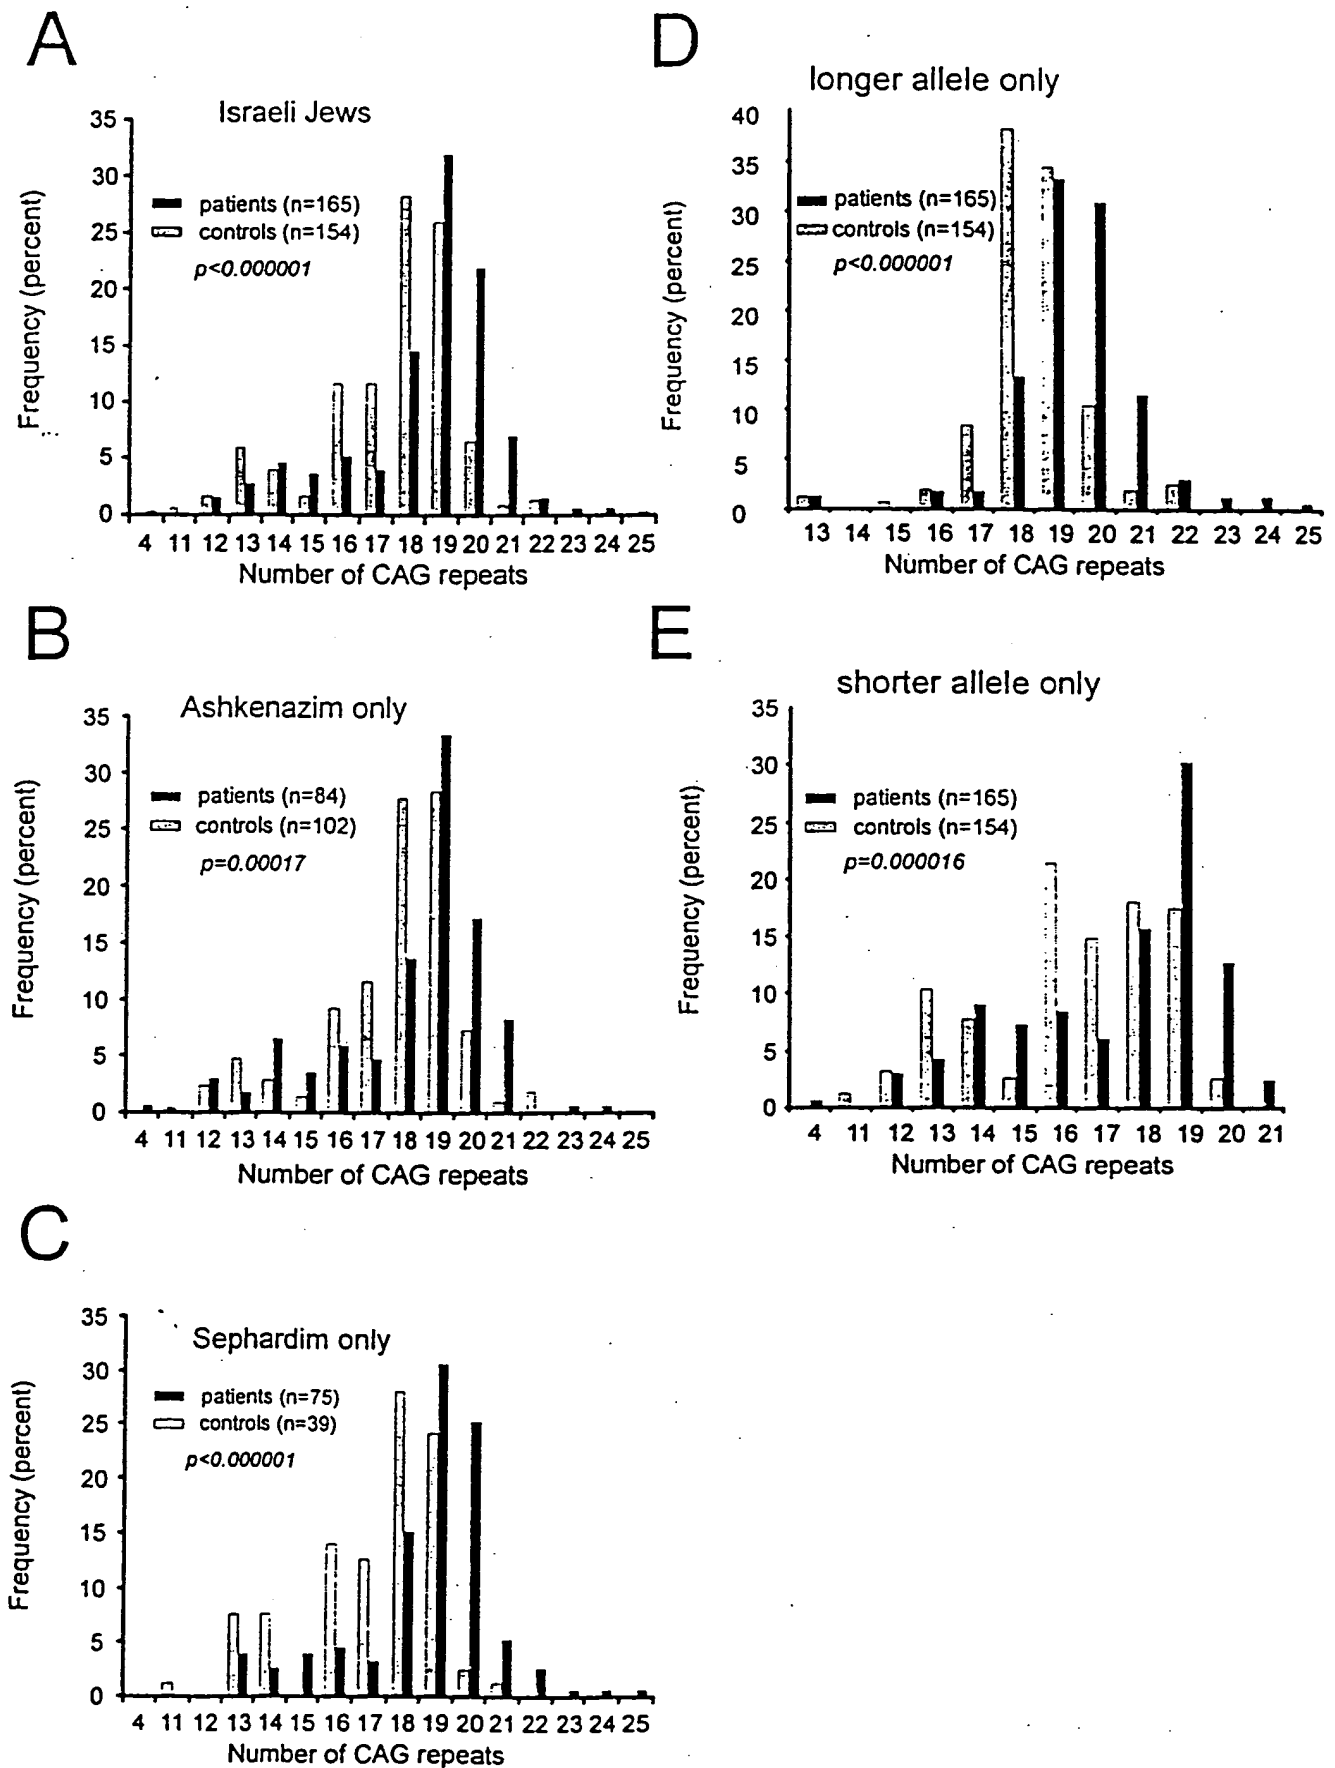 A
Israeli Jews
35
30
25
20
15
10
5
0
Frequency (percent)
patients (n=165)
controls (n=154)
p<0.000001
4 11 12 13 14 15 16 17 18 19 20 21 22 23 24 25
Number of CAG repeats
B
Ashkenazim only
35
30
25
20
15
10
5
0
Frequency (percent)
patients (n=84)
controls (n=102)
p=0.00017
4 11 12 13 14 15 16 17 18 19 20 21 22 23 24 25
Number of CAG repeats
C
Sephardim only
35
30
25
20
15
10
5
0
Frequency (percent)
patients (n=75)
controls (n=39)
p<0.000001
4 11 12 13 14 15 16 17 18 19 20 21 22 23 24 25
Number of CAG repeats
D
longer allele only
40
35
30
25
20
15
10
5
0
Frequency (percent)
patients (n=165)
controls (n=154)
p<0.000001
13 14 15 16 17 18 19 20 21 22 23 24 25
Number of CAG repeats
E
shorter allele only
35
30
25
20
15
10
5
0
Frequency (percent)
patients (n=165)
controls (n=154)
p=0.000016
4 11 12 13 14 15 16 17 18 19 20 21
Number of CAG repeats